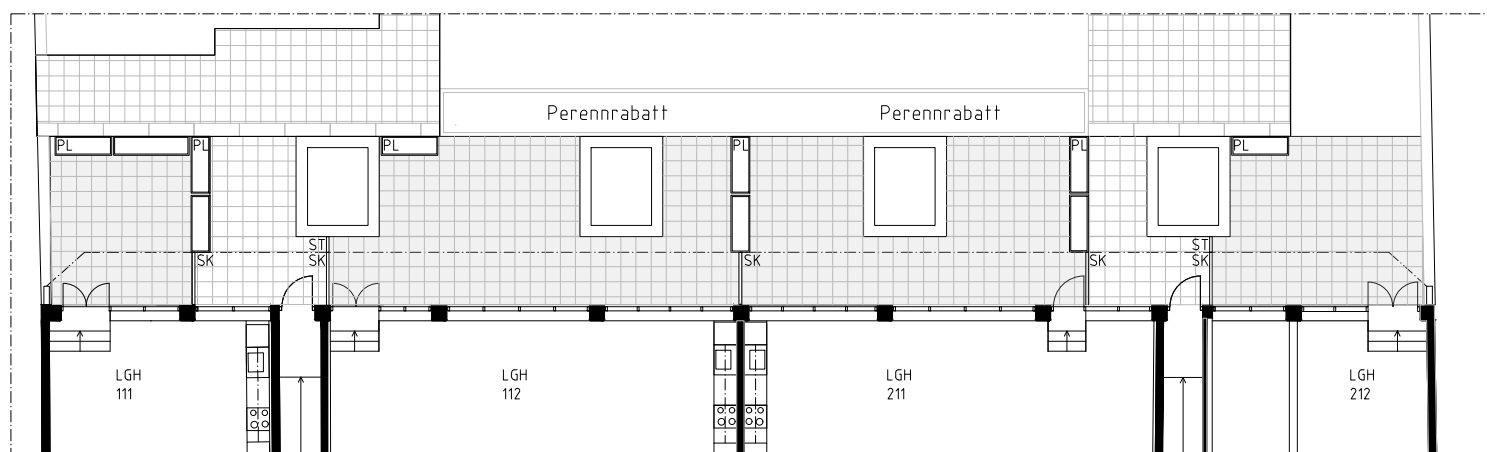 Perennrabatt Perennrabatt
PL PL PL PL PL PL
ST ST
SK SK SK SK SK
LGH LGH LGH LGH
111 112 211 212